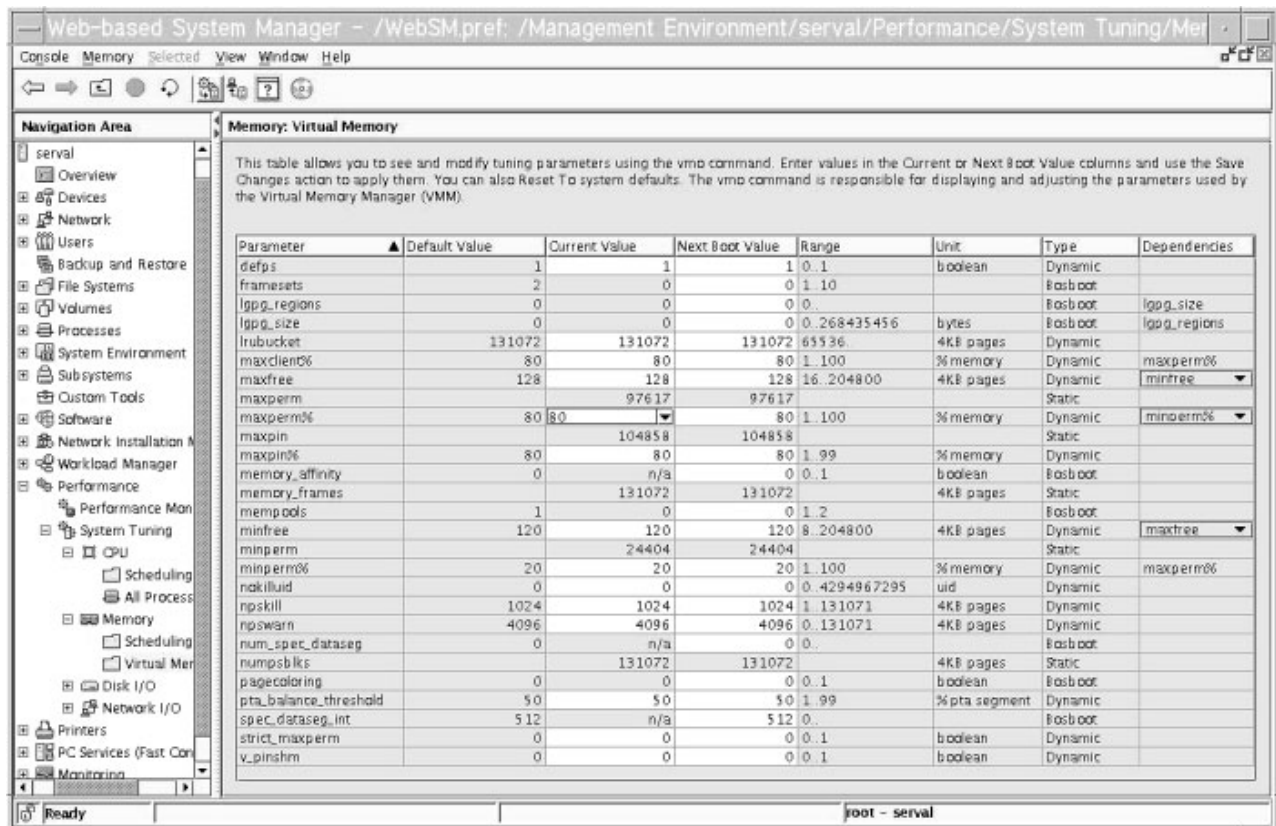 Web-based System Manager - /WebSM.pref: /Management Environment/serval/Performance/System Tuning/Mer
Console Memory Selected View Window Help
Navigation Area
serval
Overview
Devices
Network
Users
Backup and Restore
File Systems
Volumes
Processes
System Environment
Subsystems
Custom Tools
Software
Network Installation M
Workload Manager
Performance
Performance Mon
System Tuning
CPU
Scheduling
All Process
Memory
Scheduling
Virtual Mer
Disk I/O
Network I/O
Printers
PC Services (Fast Con
Monitoring
Memory: Virtual Memory
This table allows you to see and modify tuning parameters using the vmo command. Enter values in the Current or Next Boot Value columns and use the Save
Changes action to apply them. You can also Reset To system defaults. The vmo command is responsible for displaying and adjusting the parameters used by
the Virtual Memory Manager (VMM).
Parameter Default Value Current Value Next Boot Value Range Unit Type Dependencies
defps 1 1 1 0..1 boolean Dynamic
framesets 2 0 0 1..10 Bosboot
lgpg_regions 0 0 0 0.. Bosboot lgpg_size
lgpg_size 0 0 0 0..268435456 bytes Bosboot lgpg_regions
lrubucket 131072 131072 131072 65536. 4KB pages Dynamic
maxclient% 80 80 80 1..100 % memory Dynamic maxperm%
maxfree 128 128 128 16..204800 4KB pages Dynamic minfree
maxperm 97617 97617 Static
maxperm% 80 80 80 1..100 % memory Dynamic minperm%
maxpin 104858 104858 Static
maxpin% 80 80 80 1..99 % memory Dynamic
memory_affinity 0 n/a 0 0..1 boolean Bosboot
memory_frames 131072 131072 4KB pages Static
mempools 1 0 0 1..2 Bosboot
minfree 120 120 120 8..204800 4KB pages Dynamic maxfree
minperm 24404 24404 Static
minperm% 20 20 20 1..100 % memory Dynamic maxperm%
nokilluid 0 0 0 0..4294967295 uid Dynamic
npskill 1024 1024 1024 1..131071 4KB pages Dynamic
npswarn 4096 4096 4096 0..131071 4KB pages Dynamic
num_spec_dataseg 0 n/a 0 0.. Bosboot
numpsblks 131072 131072 4KB pages Static
pagecoloring 0 0 0 0..1 boolean Bosboot
pta_balance_threshold 50 50 50 1..99 % pta segment Dynamic
spec_dataseg_int 512 n/a 512 0.. Bosboot
strict_maxperm 0 0 0 0..1 boolean Dynamic
v_pinshm 0 0 0 0..1 boolean Dynamic
Ready root - serval